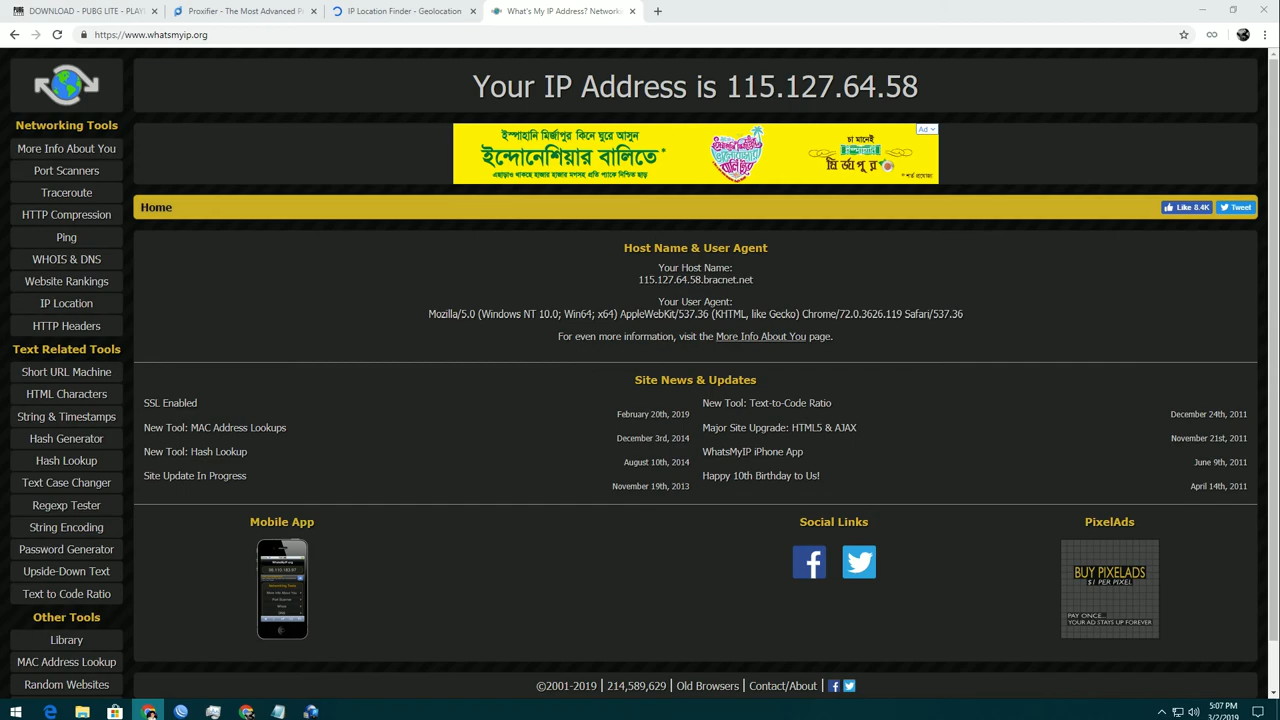 DOWNLOAD - PUBG LITE - PLAY
Proxifier - The Most Advanced P
IP Location Finder - Geolocation
What's My IP Address? Network
https://www.whatsmyip.org
Your IP Address is 115.127.64.58
ইস্পাহানি মির্জাপুর কিনে ঘুরে আসুন
ইন্দোনেশিয়ার বালিতে*
এছাড়াও থাকছে হাজার হাজার মগসহ প্রতি প্যাকে নিশ্চিত ছাড়
চা মানেই
মির্জাপুর
* শর্ত প্রযোজ্য
Ad
Networking Tools
More Info About You
Port Scanners
Traceroute
HTTP Compression
Ping
WHOIS & DNS
Website Rankings
IP Location
HTTP Headers
Text Related Tools
Short URL Machine
HTML Characters
String & Timestamps
Hash Generator
Hash Lookup
Text Case Changer
Regexp Tester
String Encoding
Password Generator
Upside-Down Text
Text to Code Ratio
Other Tools
Library
MAC Address Lookup
Random Websites
Home
Like 8.4K
Tweet
Host Name & User Agent
Your Host Name:
115.127.64.58.bracnet.net
Your User Agent:
Mozilla/5.0 (Windows NT 10.0; Win64; x64) AppleWebKit/537.36 (KHTML, like Gecko) Chrome/72.0.3626.119 Safari/537.36
For even more information, visit the More Info About You page.
Site News & Updates
SSL Enabled
February 20th, 2019
New Tool: MAC Address Lookups
December 3rd, 2014
New Tool: Hash Lookup
August 10th, 2014
Site Update In Progress
November 19th, 2013
New Tool: Text-to-Code Ratio
December 24th, 2011
Major Site Upgrade: HTML5 & AJAX
November 21st, 2011
WhatsMyIP iPhone App
June 9th, 2011
Happy 10th Birthday to Us!
April 14th, 2011
Mobile App
Social Links
PixelAds
BUY PIXELADS
$1 PER PIXEL
PAY ONCE...
YOUR AD STAYS UP FOREVER
©2001-2019 | 214,589,629 | Old Browsers | Contact/About |
5:07 PM
3/2/2019